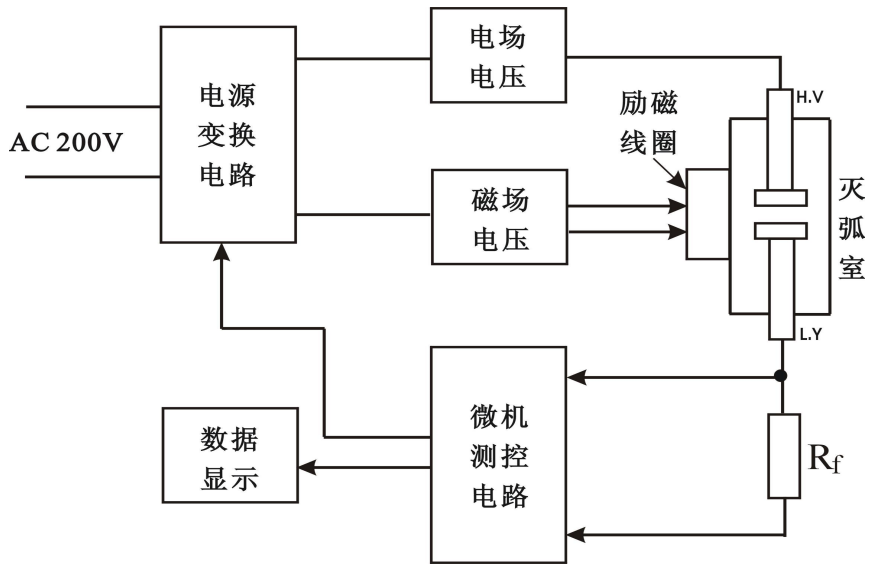 AC 200V
电源
变换
电路
电场
电压
磁场
电压
励磁
线圈
H.V
灭
弧
室
L.Y
微机
测控
电路
数据
显示
Rf